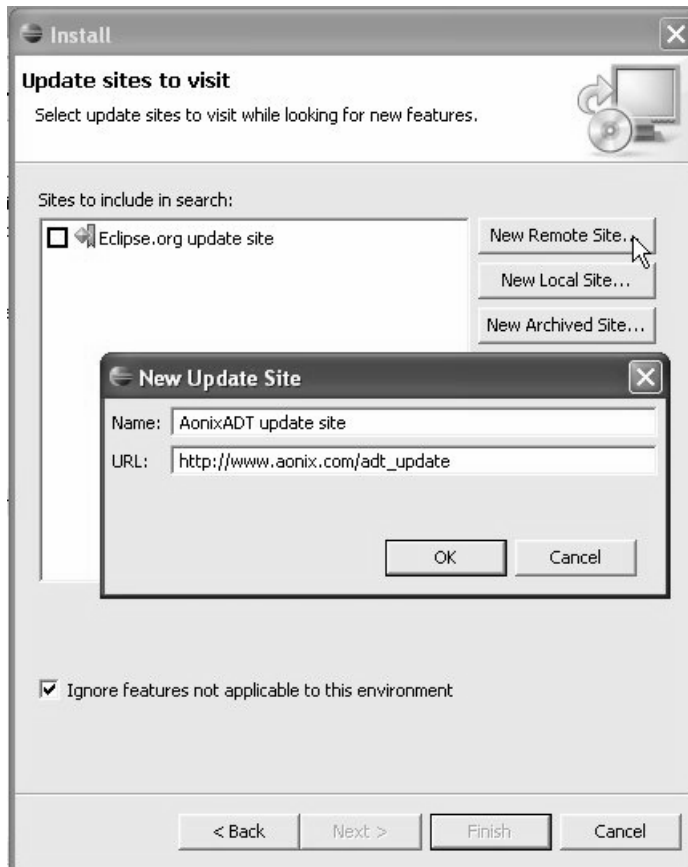 Install
Update sites to visit
Select update sites to visit while looking for new features.
Sites to include in search:
Eclipse.org update site
New Remote Site...
New Local Site...
New Archived Site...
New Update Site
Name: AonixADT update site
URL: http://www.aonix.com/adt_update
OK Cancel
Ignore features not applicable to this environment
< Back Next > Finish Cancel